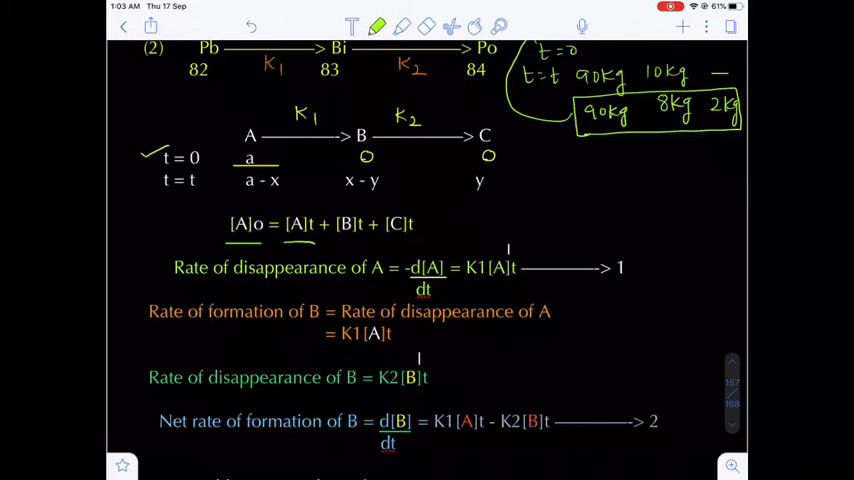 1:03 AM Thu 17 Sep
61%
(2) Pb ————> Bi ————> Po
82 K1 83 K2 84
t=0
t=t 90Kg 10Kg —
90Kg 8Kg 2Kg
K1 K2
A ————> B ————> C
t = 0 a 0 0
t = t a - x x - y y
[A]o = [A]t + [B]t + [C]t
Rate of disappearance of A = -d[A] = K1[A]t ————> 1
dt
Rate of formation of B = Rate of disappearance of A
= K1[A]t
Rate of disappearance of B = K2[B]t
Net rate of formation of B = d[B] = K1[A]t - K2[B]t ————> 2
dt
157
168